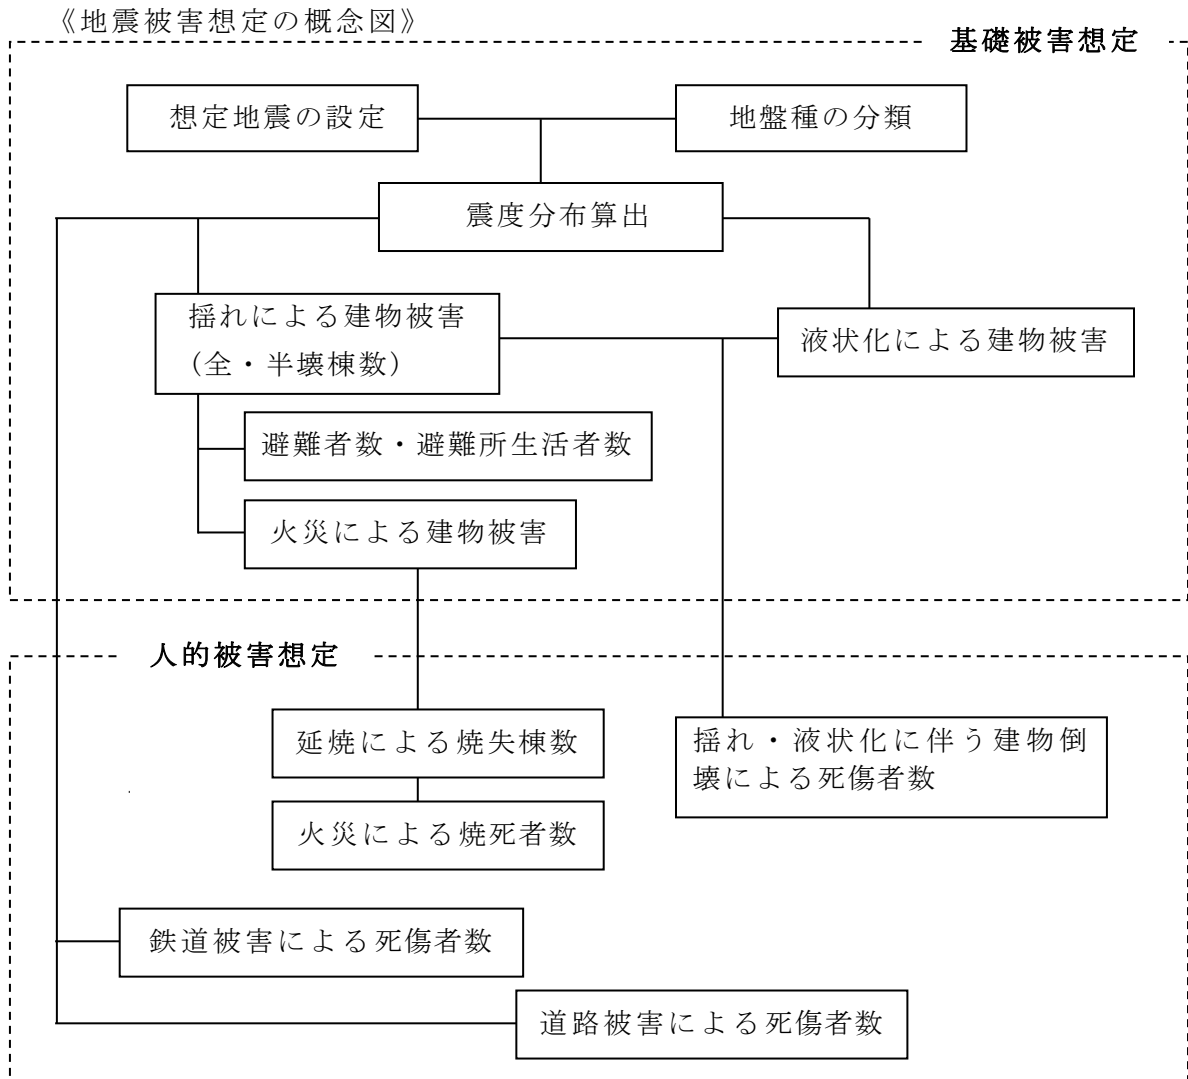 《地震被害想定の概念図》
基礎被害想定
想定地震の設定
地盤種の分類
震度分布算出
揺れによる建物被害
(全・半壊棟数)
液状化による建物被害
避難者数・避難所生活者数
火災による建物被害
人的被害想定
延焼による焼失棟数
揺れ・液状化に伴う建物倒
壊による死傷者数
火災による焼死者数
鉄道被害による死傷者数
道路被害による死傷者数